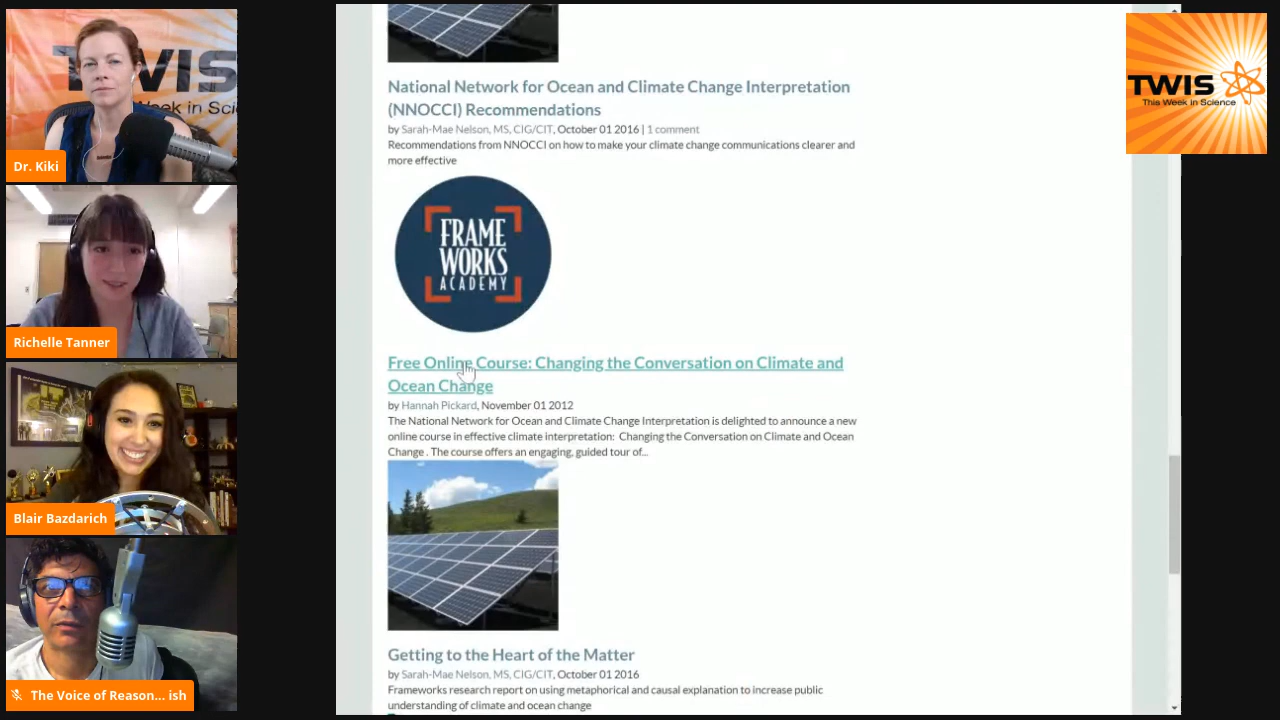 TWIS
Week in Sci
Dr. Kiki
Richelle Tanner
Blair Bazdarich
The Voice of Reason... ish
National Network for Ocean and Climate Change Interpretation
(NNOCCI) Recommendations
by Sarah-Mae Nelson, MS, CIG/CIT, October 01 2016 | 1 comment
Recommendations from NNOCCI on how to make your climate change communications clearer and
more effective
FRAME
WORKS
ACADEMY
Free Online Course: Changing the Conversation on Climate and
Ocean Change
by Hannah Pickard, November 01 2012
The National Network for Ocean and Climate Change Interpretation is delighted to announce a new
online course in effective climate interpretation: Changing the Conversation on Climate and Ocean
Change . The course offers an engaging, guided tour of...
Getting to the Heart of the Matter
by Sarah-Mae Nelson, MS, CIG/CIT, October 01 2016
Frameworks research report on using metaphorical and causal explanation to increase public
understanding of climate and ocean change
TWIS
This Week in Science